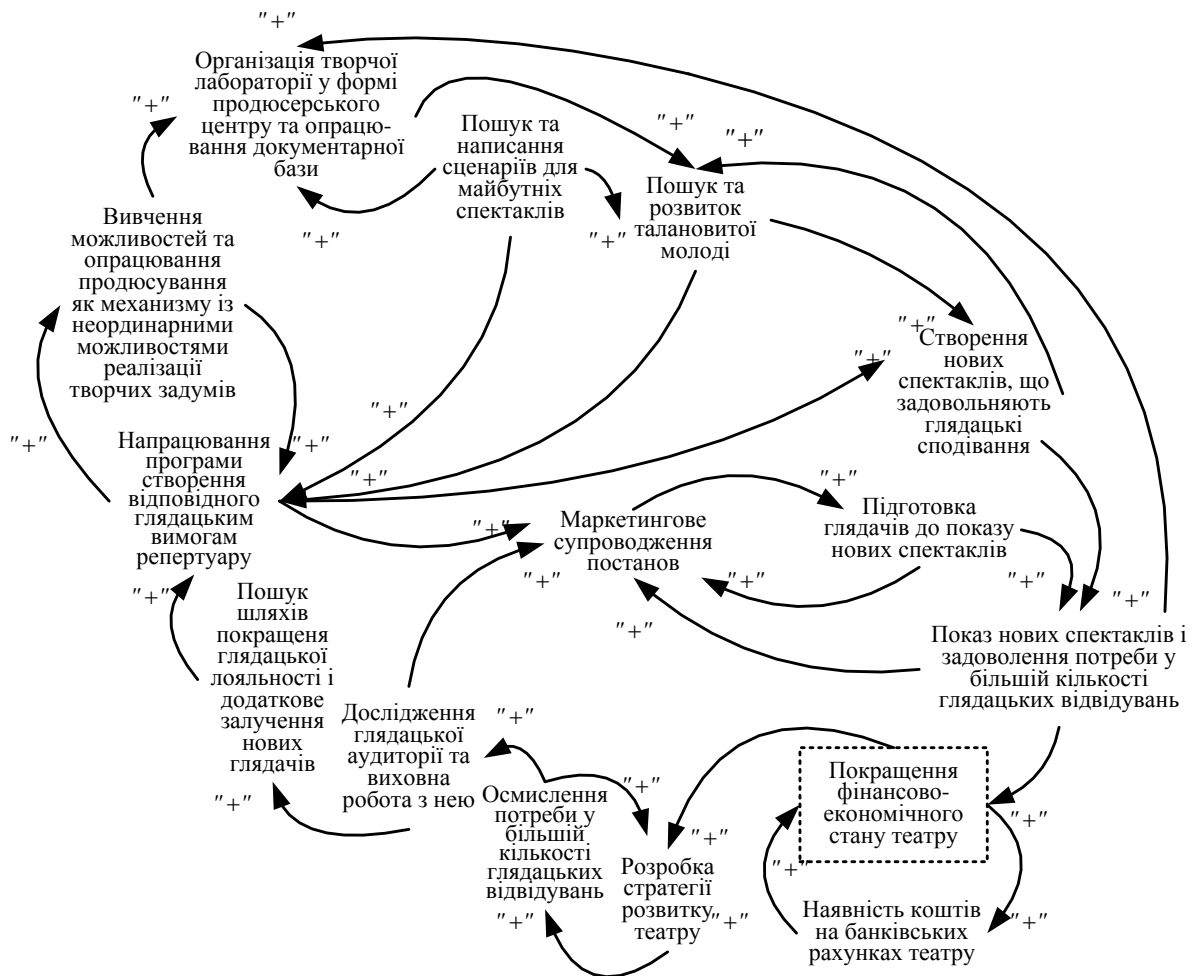 "+"
Організація творчої
лабораторії у формі
продюсерського
центру та опрацю-
вання документарної
бази
"+"
"+"
Пошук та
написання
сценаріїв для
майбутніх
спектаклів
"+"
"+"
"+"
Пошук та
розвиток
талановитої
молоді
"+"
Вивчення
можливостей та
опрацювання
продюсування
як механізму із
неординарними
можливостями
реалізації
творчих задумів
"+"
"+"
Створення
нових
спектаклів, що
задовольняють
глядацькі
сподівання
"+"
"+"
Напрацювання
програми
створення
відповідного
глядацьким
вимогам
репертуару
"+"
"+"
"+"
Маркетингове
супроводження
постанов
"+"
"+"
Підготовка
глядачів до показу
нових спектаклів
"+"
"+"
"+"
"+"
"+"
Пошук
шляхів
покращеня
глядацької
лояльності і
додаткове
залучення
нових
глядачів
"+"
Показ нових спектаклів і
задоволення потреби у
більшій кількості
глядацьких відвідувань
Дослідження
глядацької
аудиторії та
виховна
робота з нею
"+"
"+"
Осмислення
потреби у
більшій
кількості
глядацьких
відвідувань
"+"
"+"
Розробка
стратегії
розвитку
театру
"+"
Покращення
фінансово-
економічного
стану театру
"+"
"+"
Наявність коштів
на банківських
рахунках театру
"+"